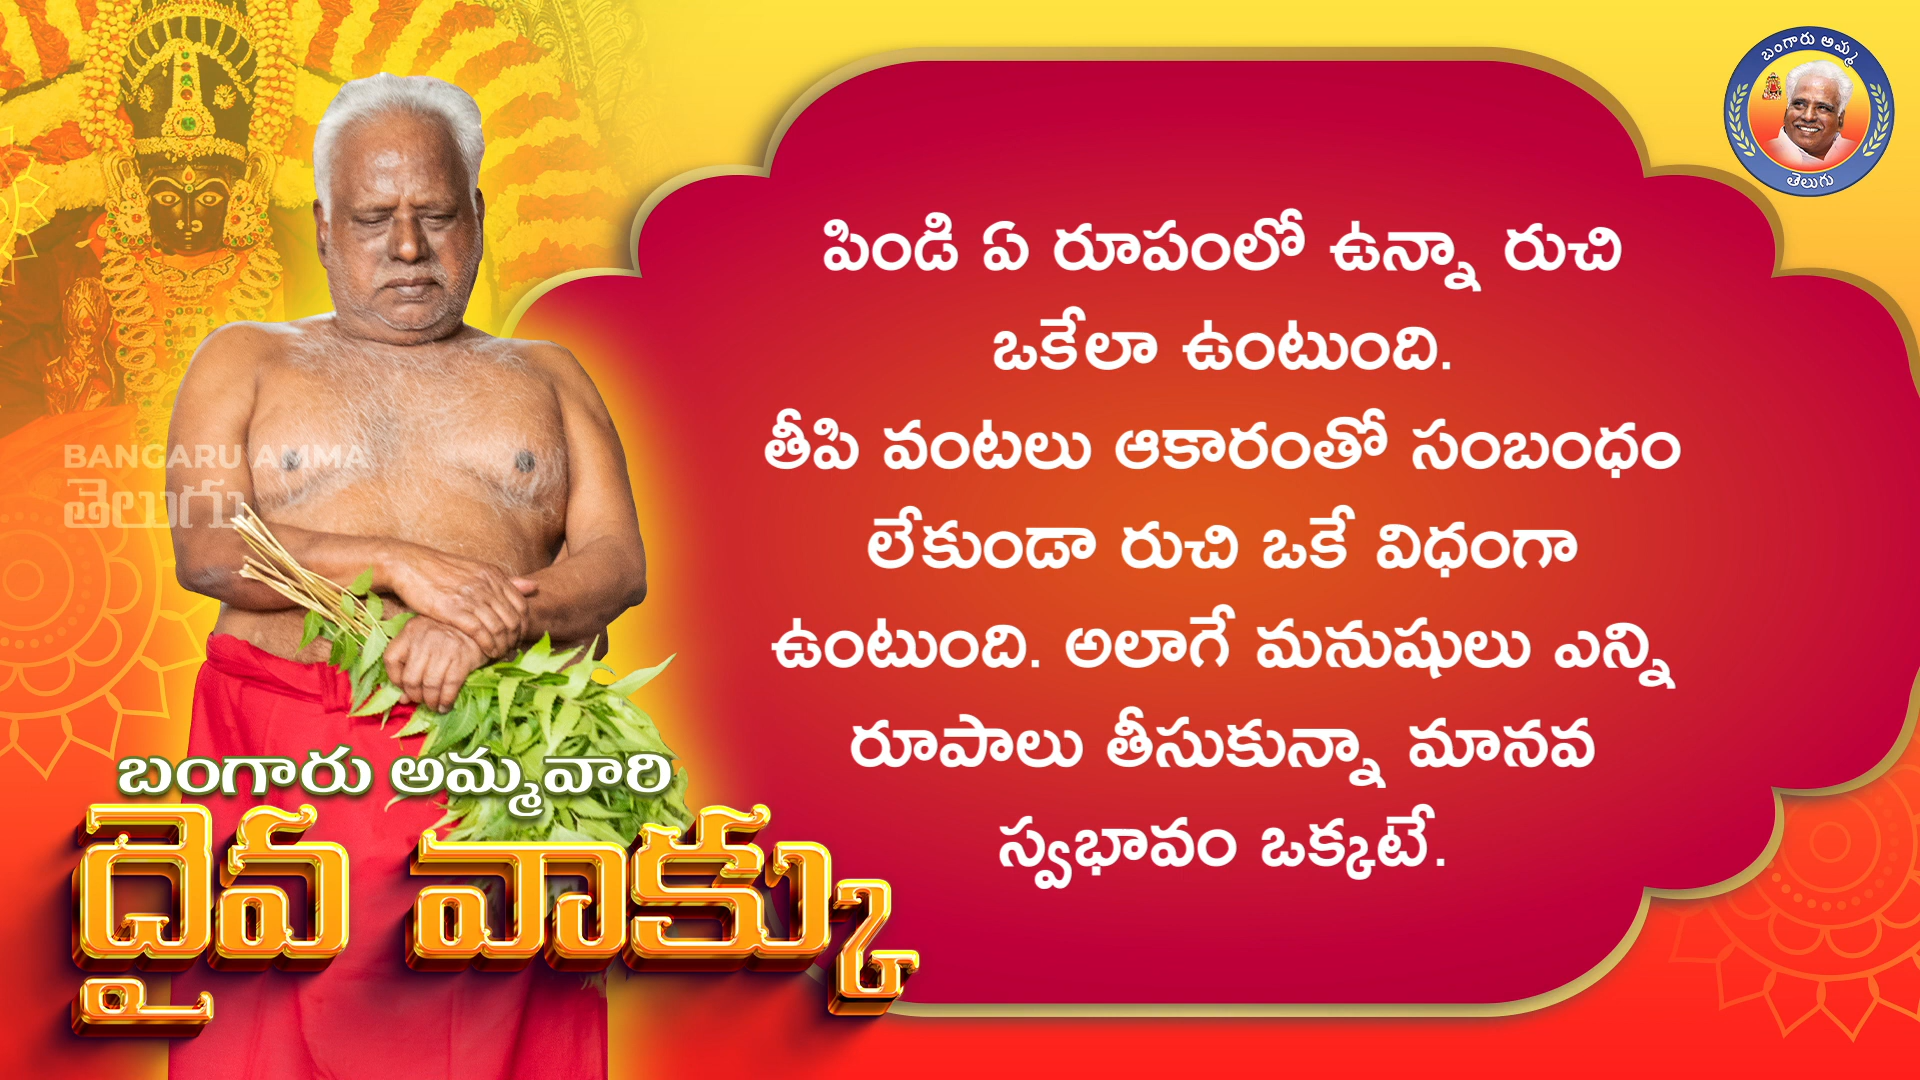 బంగారు అమ్మ
తెలుగు
పిండి ఏ రూపంలో ఉన్నా రుచి
ఒకేలా ఉంటుంది.
తీపి వంటలు ఆకారంతో సంబంధం
లేకుండా రుచి ఒకే విధంగా
ఉంటుంది. అలాగే మనుషులు ఎన్ని
రూపాలు తీసుకున్నా మానవ
స్వభావం ఒక్కటే.
BANGARU AMMA
తెలుగు
బంగారు అమ్మవారి
దైవ వాక్కు